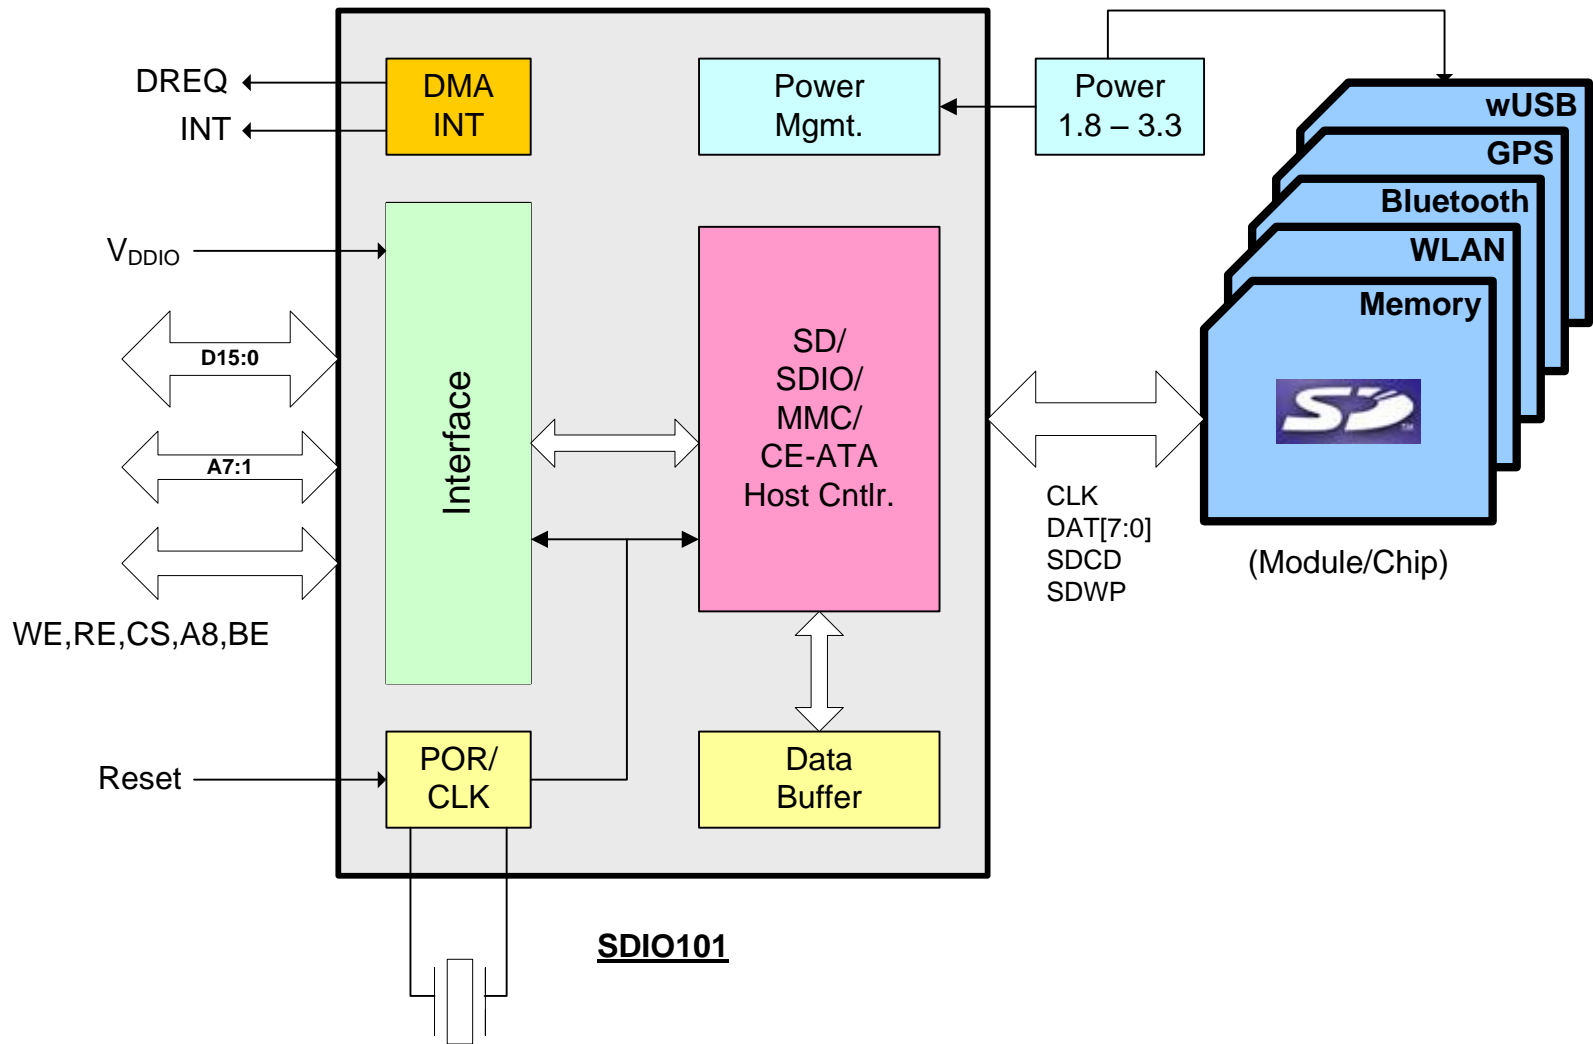 DREQ
INT
DMA
INT
Power
Mgmt.
Power
1.8 – 3.3
wUSB
GPS
Bluetooth
WLAN
Memory
SD
TM
VDDIO
D15:0
A7:1
WE,RE,CS,A8,BE
Interface
SD/
SDIO/
MMC/
CE-ATA
Host Cntlr.
CLK
DAT[7:0]
SDCD
SDWP
(Module/Chip)
Reset
POR/
CLK
Data
Buffer
SDIO101